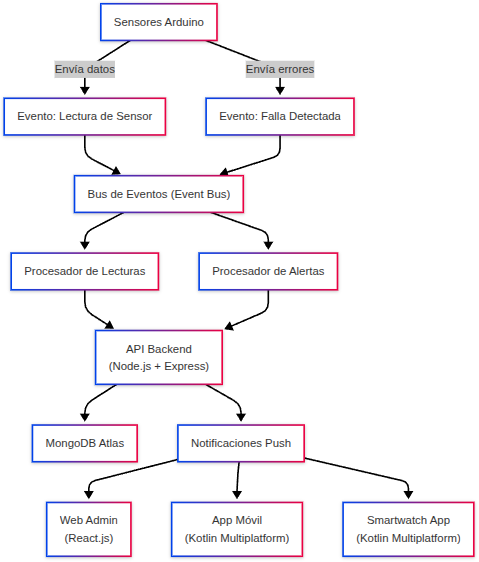 Sensores Arduino
Envía datos
Envía errores
Evento: Lectura de Sensor
Evento: Falla Detectada
Bus de Eventos (Event Bus)
Procesador de Lecturas
Procesador de Alertas
API Backend
(Node.js + Express)
MongoDB Atlas
Notificaciones Push
Web Admin
(React.js)
App Móvil
(Kotlin Multiplatform)
Smartwatch App
(Kotlin Multiplatform)